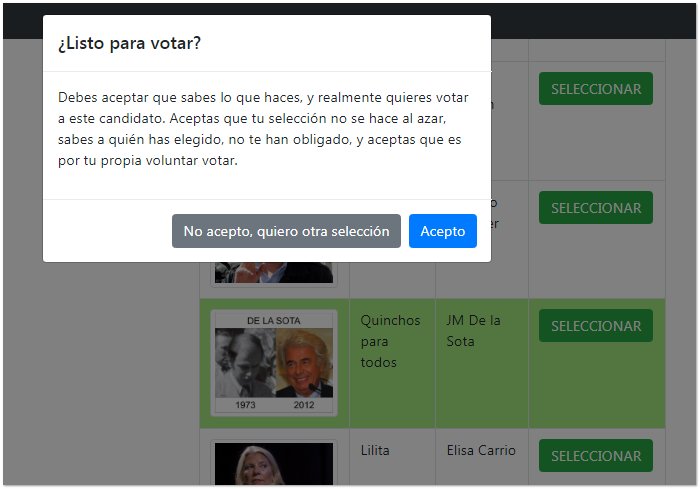 ¿Listo para votar?
Debes aceptar que sabes lo que haces, y realmente quieres votar
a este candidato. Aceptas que tu selección no se hace al azar,
sabes a quién has elegido, no te han obligado, y aceptas que es
por tu propia voluntar votar.
No acepto, quiero otra selección
Acepto
SELECCIONAR
SELECCIONAR
DE LA SOTA
1973
2012
Quinchos
para
todos
JM De la
Sota
SELECCIONAR
Lilita
Elisa Carrio
SELECCIONAR